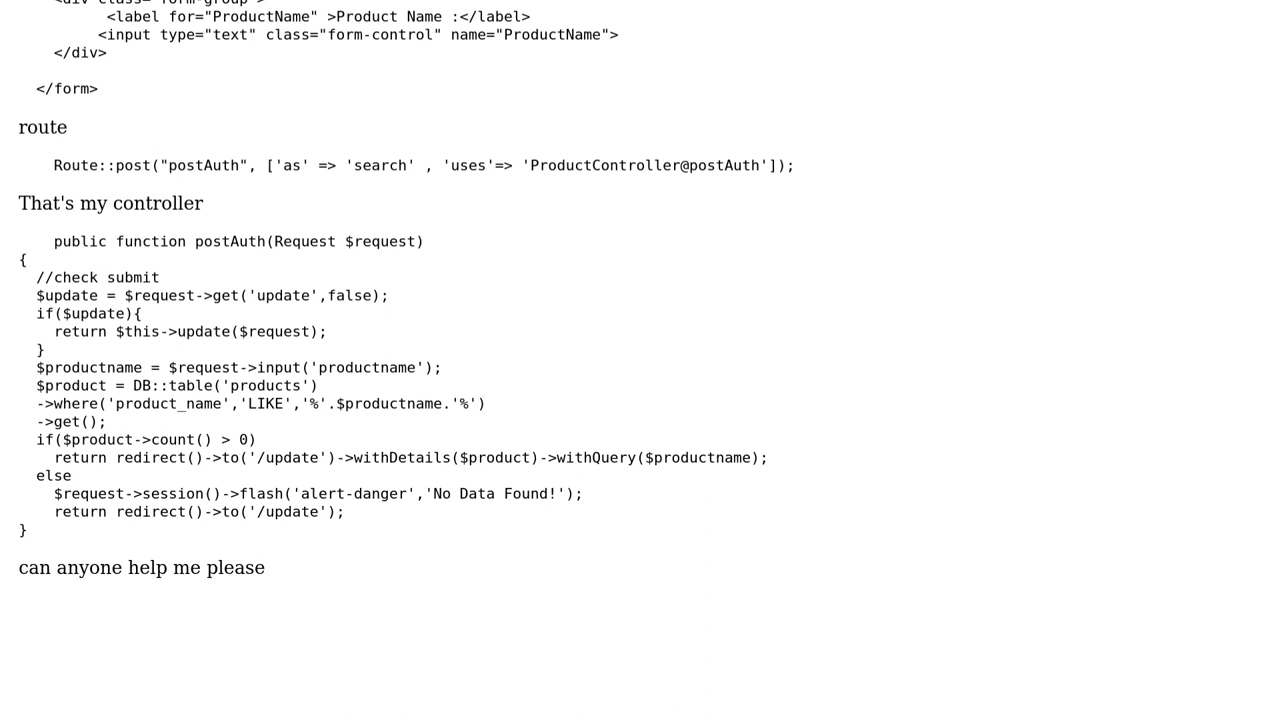 <div class="form-group">
<label for="ProductName" >Product Name :</label>
<input type="text" class="form-control" name="ProductName">
</div>
</form>
route
Route::post("postAuth", ['as' => 'search' , 'uses'=> 'ProductController@postAuth']);
That's my controller
public function postAuth(Request $request)
{
//check submit
$update = $request->get('update',false);
if($update){
return $this->update($request);
}
$productname = $request->input('productname');
$product = DB::table('products')
->where('product_name','LIKE','%'.$productname.'%')
->get();
if($product->count() > 0)
return redirect()->to('/update')->withDetails($product)->withQuery($productname);
else
$request->session()->flash('alert-danger','No Data Found!');
return redirect()->to('/update');
}
can anyone help me please